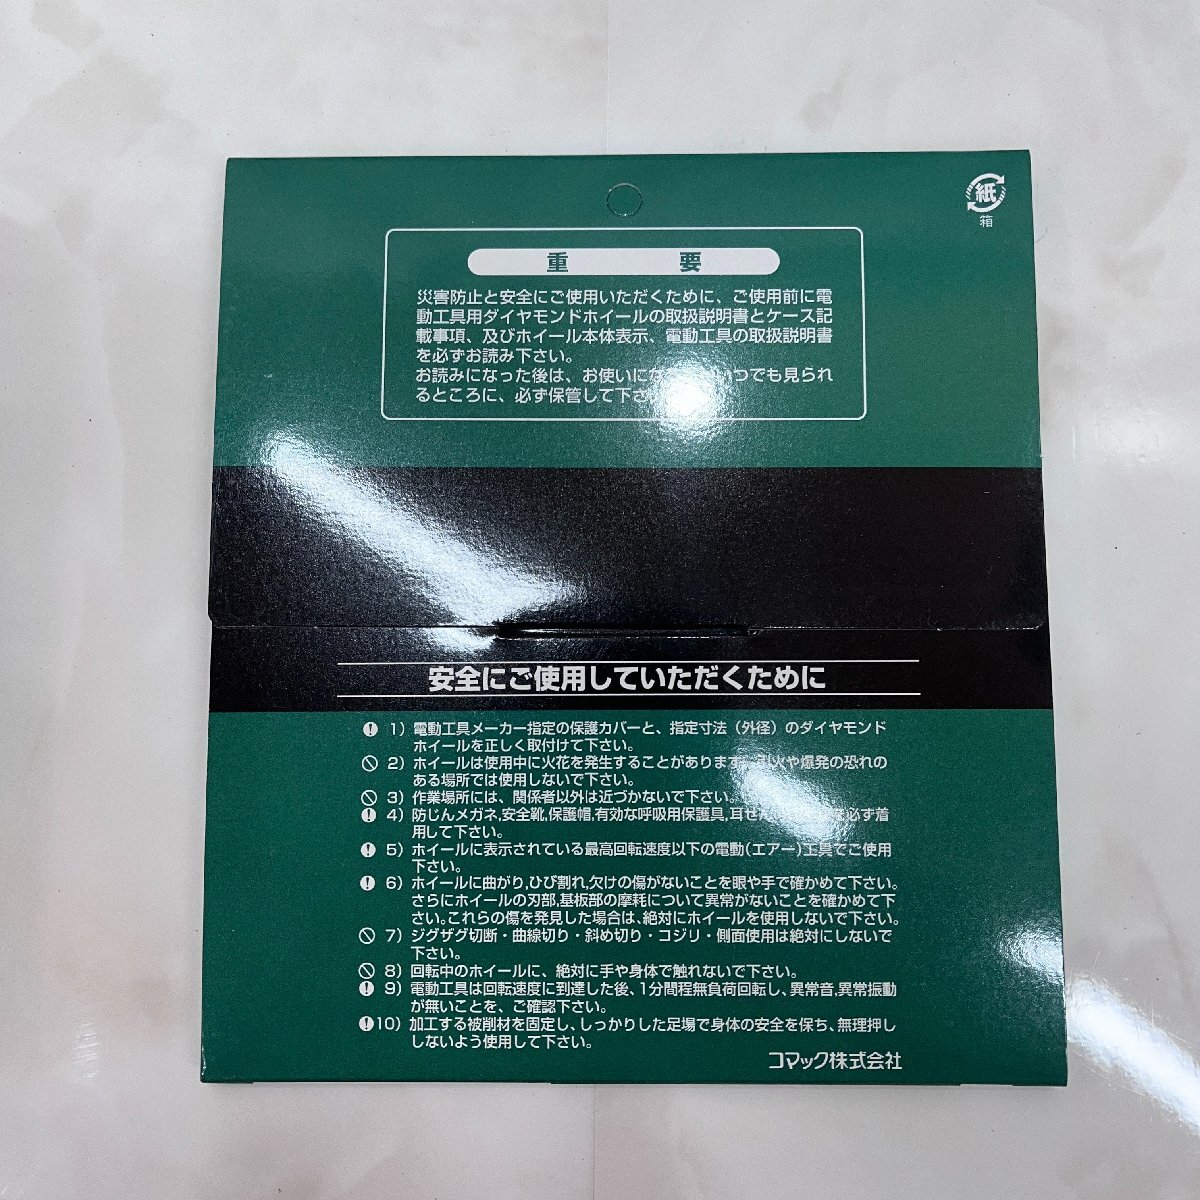 紙
箱
重 要
災害防止と安全にご使用いただくために、ご使用前に電
動工具用ダイヤモンドホイールの取扱説明書とケース記
載事項、及びホイール本体表示、電動工具の取扱説明書
を必ずお読み下さい。
お読みになった後は、お使いにな いつでも見られ
るところに、必ず保管して下さ
安全にご使用していただくために
1) 電動工具メーカー指定の保護カバーと、指定寸法（外径）のダイヤモンド
ホイールを正しく取付けて下さい。
2) ホイールは使用中に火花を発生することがあります。引火や爆発の恐れの
ある場所では使用しないで下さい。
3) 作業場所には、関係者以外は近づかないで下さい。
4) 防じんメガネ,安全靴,保護帽,有効な呼吸用保護具,耳せん 必ず着
用して下さい。
5) ホイールに表示されている最高回転速度以下の電動(エアー)工具でご使用
下さい。
6) ホイールに曲がり,ひび割れ,欠けの傷がないことを眼や手で確かめて下さい。
さらにホイールの刃部,基板部の摩耗について異常がないことを確かめて下
さい。これらの傷を発見した場合は、絶対にホイールを使用しないで下さい。
7) ジグザグ切断・曲線切り・斜め切り・コジリ・側面使用は絶対にしないで
下さい。
8) 回転中のホイールに、絶対に手や身体で触れないで下さい。
9) 電動工具は回転速度に到達した後、1分間程無負荷回転し、異常音,異常振動
が無いことを、ご確認下さい。
10) 加工する被削材を固定し、しっかりした足場で身体の安全を保ち、無理押し
しないよう使用して下さい。
コマック株式会社